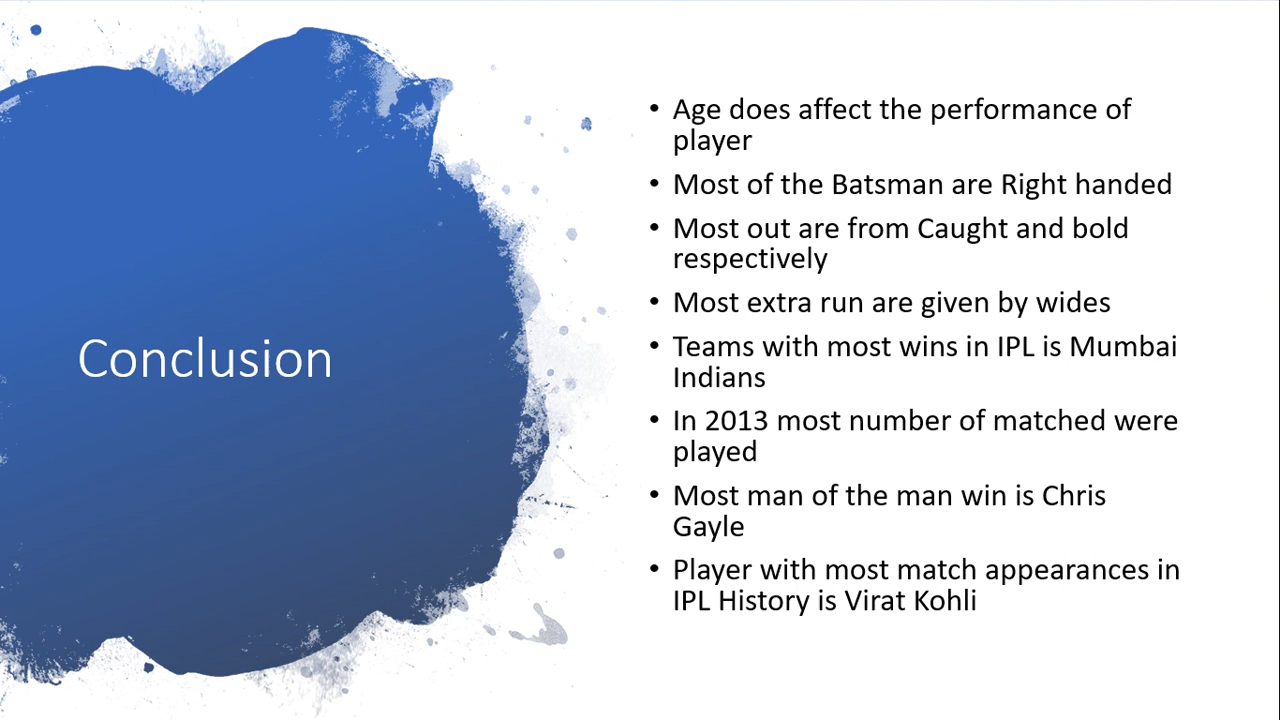 Conclusion
• Age does affect the performance of
player
• Most of the Batsman are Right handed
• Most out are from Caught and bold
respectively
• Most extra run are given by wides
• Teams with most wins in IPL is Mumbai
Indians
• In 2013 most number of matched were
played
• Most man of the man win is Chris
Gayle
• Player with most match appearances in
IPL History is Virat Kohli